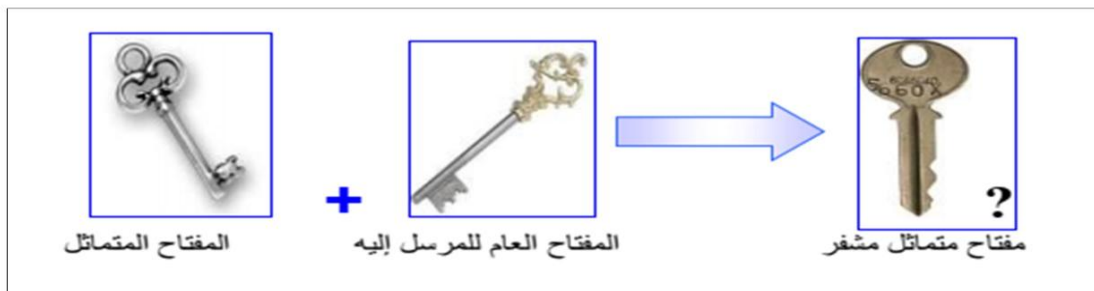 المفتاح المتماثل
+
المفتاح العام للمرسل إليه
?
مفتاح متماثل مشفر